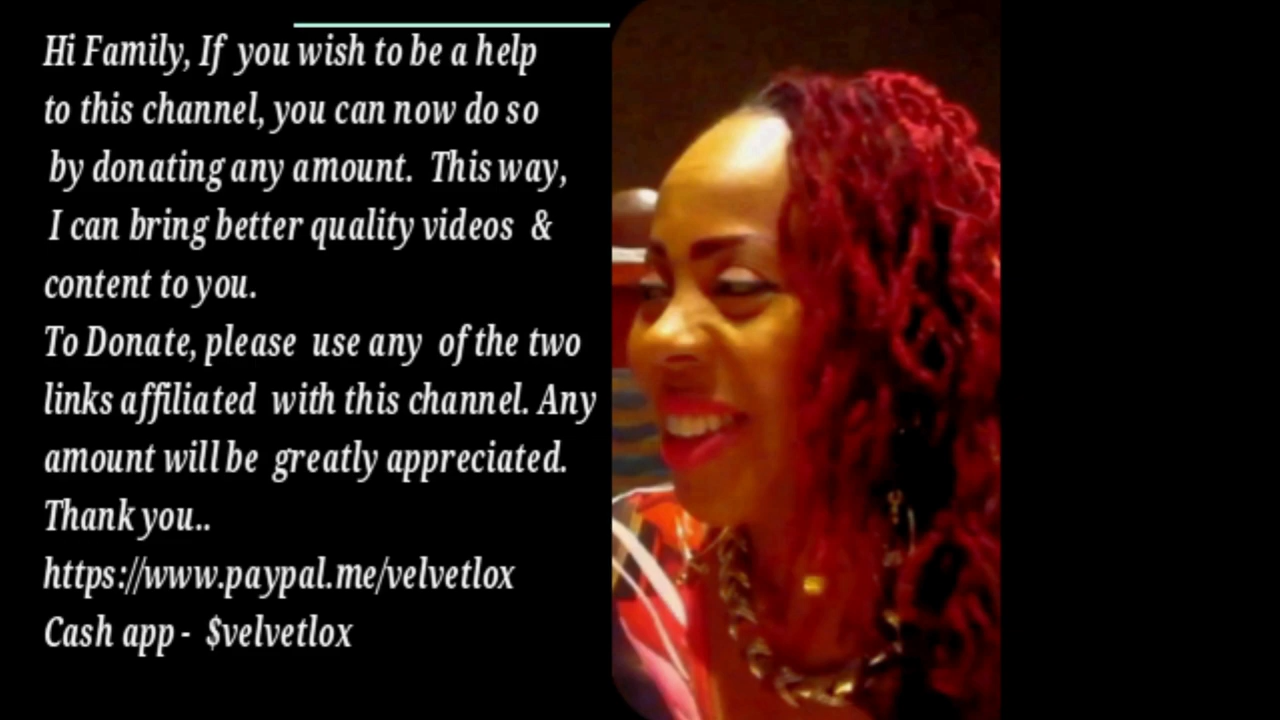 Hi Family, If you wish to be a help
to this channel, you can now do so
by donating any amount. This way,
I can bring better quality videos &
content to you.
To Donate, please use any of the two
links affiliated with this channel. Any
amount will be greatly appreciated.
Thank you..
https://www.paypal.me/velvetlox
Cash app - $velvetlox